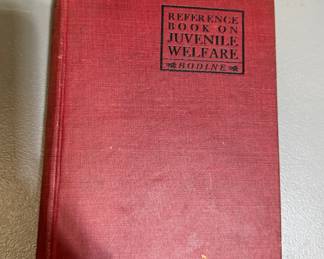 REFERENCE
BOOK ON
JUVENILE
WELFARE
BODINE